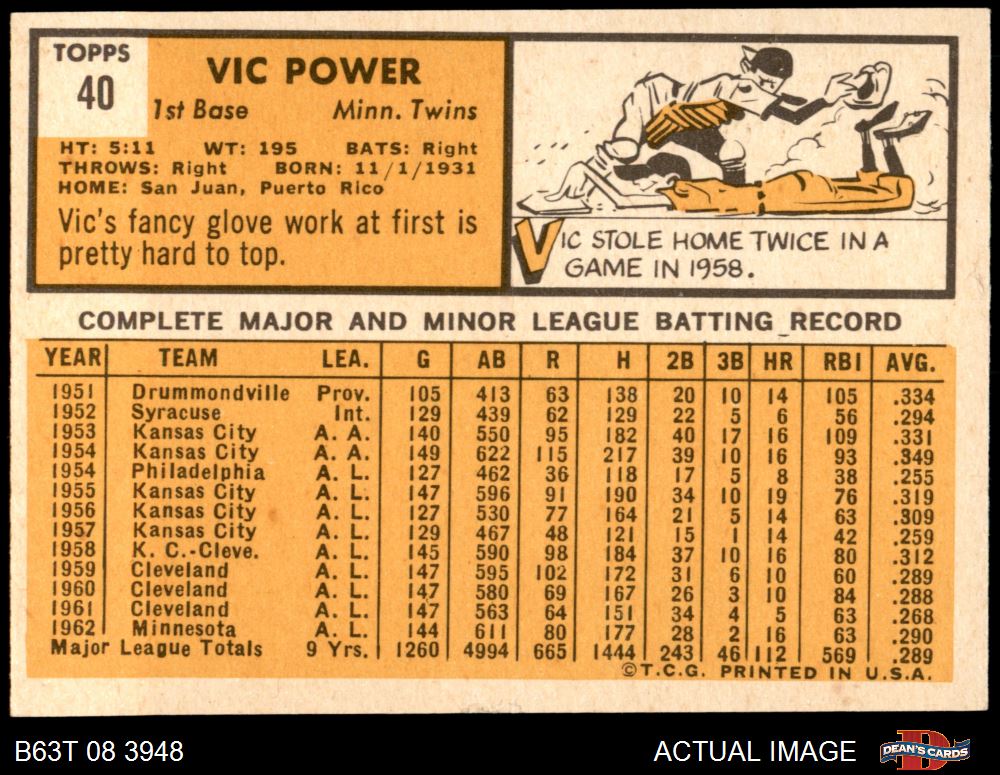 TOPPS
40
VIC POWER
1st Base Minn. Twins
HT: 5:11 WT: 195 BATS: Right
THROWS: Right BORN: 11/1/1931
HOME: San Juan, Puerto Rico
Vic's fancy glove work at first is
pretty hard to top.
VIC STOLE HOME TWICE IN A
GAME IN 1958.
COMPLETE MAJOR AND MINOR LEAGUE BATTING RECORD
YEAR TEAM LEA. G AB R H 2B 3B HR RBI AVG.
1951 Drummondville Prov. 105 413 63 138 20 10 14 105 .334
1952 Syracuse Int. 129 439 62 129 22 5 6 56 .294
1953 Kansas City A. A. 140 550 95 182 40 17 16 109 .331
1954 Kansas City A. A. 149 622 115 217 39 10 16 93 .349
1954 Philadelphia A. L. 127 462 36 118 17 5 8 38 .255
1955 Kansas City A. L. 147 596 91 190 34 10 19 76 .319
1956 Kansas City A. L. 127 530 77 164 21 5 14 63 .309
1957 Kansas City A. L. 129 467 48 121 15 1 14 42 .259
1958 K. C.-Cleve. A. L. 145 590 98 184 37 10 16 80 .312
1959 Cleveland A. L. 147 595 102 172 31 6 10 60 .289
1960 Cleveland A. L. 147 580 69 167 26 3 10 84 .288
1961 Cleveland A. L. 147 563 64 151 34 4 5 63 .268
1962 Minnesota A. L. 144 611 80 177 28 2 16 63 .290
Major League Totals 9 Yrs. 1260 4994 665 1444 243 46 112 569 .289
©T.C.G. PRINTED IN U.S.A.
B63T 08 3948 ACTUAL IMAGE DEAN'S CARDS